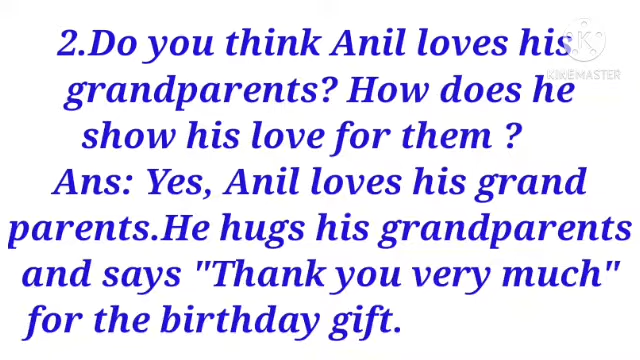 2.Do you think Anil loves his
grandparents? How does he
show his love for them ?
Ans: Yes, Anil loves his grand
parents.He hugs his grandparents
and says "Thank you very much"
for the birthday gift.
K
KINEMASTER